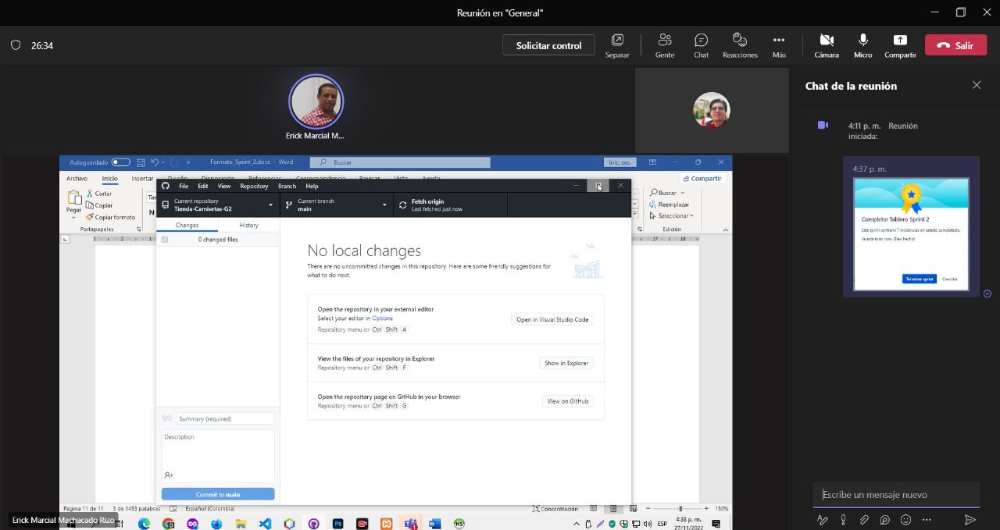 Reunión en "General"
26:34
Solicitar control
Separar
Gente
Chat
Reacciones
Más
Cámara
Micro
Compartir
Salir
Erick Marcial M...
Chat de la reunión
4:11 p. m. Reunión
iniciada:
4:37 p. m.
Completar Tablero Sprint 2
Este sprint contiene 7 incidencias en estado completado.
Ya está todo listo. ¡Bien hecho!
Terminar sprint
Cancelar
Escribe un mensaje nuevo
Autoguardado
Formato_Sprint_2.docx - Word
Buscar
Inic. ses.
Archivo
Inicio
Insertar
Compartir
Pegar
Cortar
Copiar
Copiar formato
Portapapeles
Buscar
Reemplazar
Seleccionar
Edición
File
Edit
View
Repository
Branch
Help
Current repository
Tienda-Camisetas-G2
Current branch
main
Fetch origin
Last fetched just now
Changes
History
0 changed files
No local changes
There are no uncommitted changes in this repository. Here are some friendly suggestions for
what to do next.
Open the repository in your external editor
Select your editor in Options
Repository menu or Ctrl Shift A
Open in Visual Studio Code
View the files of your repository in Explorer
Repository menu or Ctrl Shift F
Show in Explorer
Open the repository page on GitHub in your browser
Repository menu or Ctrl Shift G
View on GitHub
Summary (required)
Description
Commit to main
Página 11 de 11
3 de 1453 palabras
Español (Colombia)
Concentración
150%
Erick Marcial Machacado Rizo
ESP
4:38 p. m.
27/11/2022